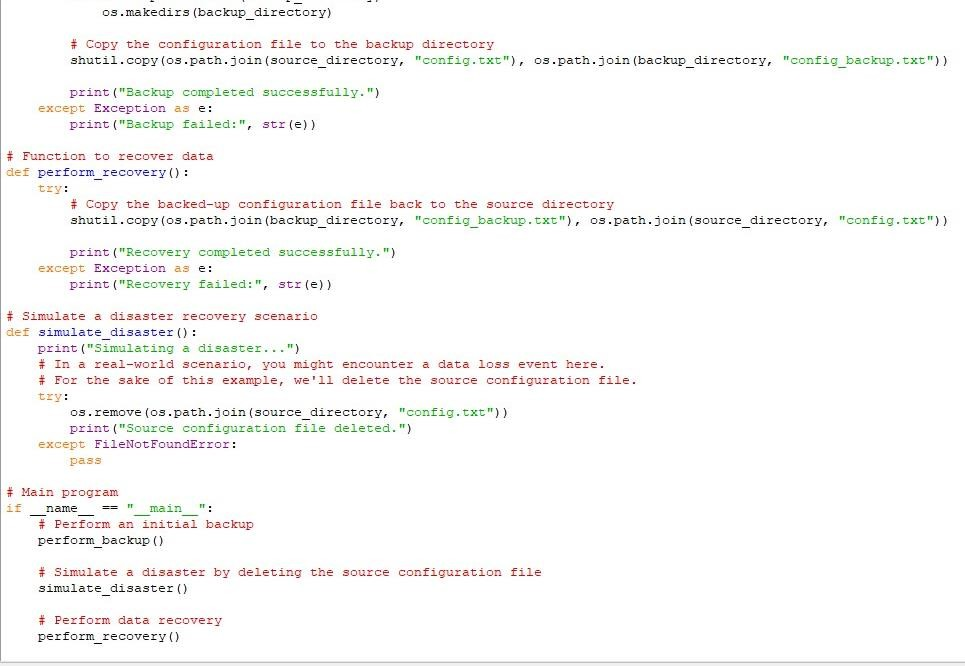 os.makedirs(backup_directory)
# Copy the configuration file to the backup directory
shutil.copy(os.path.join(source_directory, "config.txt"), os.path.join(backup_directory, "config_backup.txt"))
print("Backup completed successfully.")
except Exception as e:
print("Backup failed:", str(e))
# Function to recover data
def perform_recovery():
try:
# Copy the backed-up configuration file back to the source directory
shutil.copy(os.path.join(backup_directory, "config_backup.txt"), os.path.join(source_directory, "config.txt"))
print("Recovery completed successfully.")
except Exception as e:
print("Recovery failed:", str(e))
# Simulate a disaster recovery scenario
def simulate_disaster():
print("Simulating a disaster...")
# In a real-world scenario, you might encounter a data loss event here.
# For the sake of this example, we'll delete the source configuration file.
try:
os.remove(os.path.join(source_directory, "config.txt"))
print("Source configuration file deleted.")
except FileNotFoundError:
pass
# Main program
if __name__ == "__main__":
# Perform an initial backup
perform_backup()
# Simulate a disaster by deleting the source configuration file
simulate_disaster()
# Perform data recovery
perform_recovery()